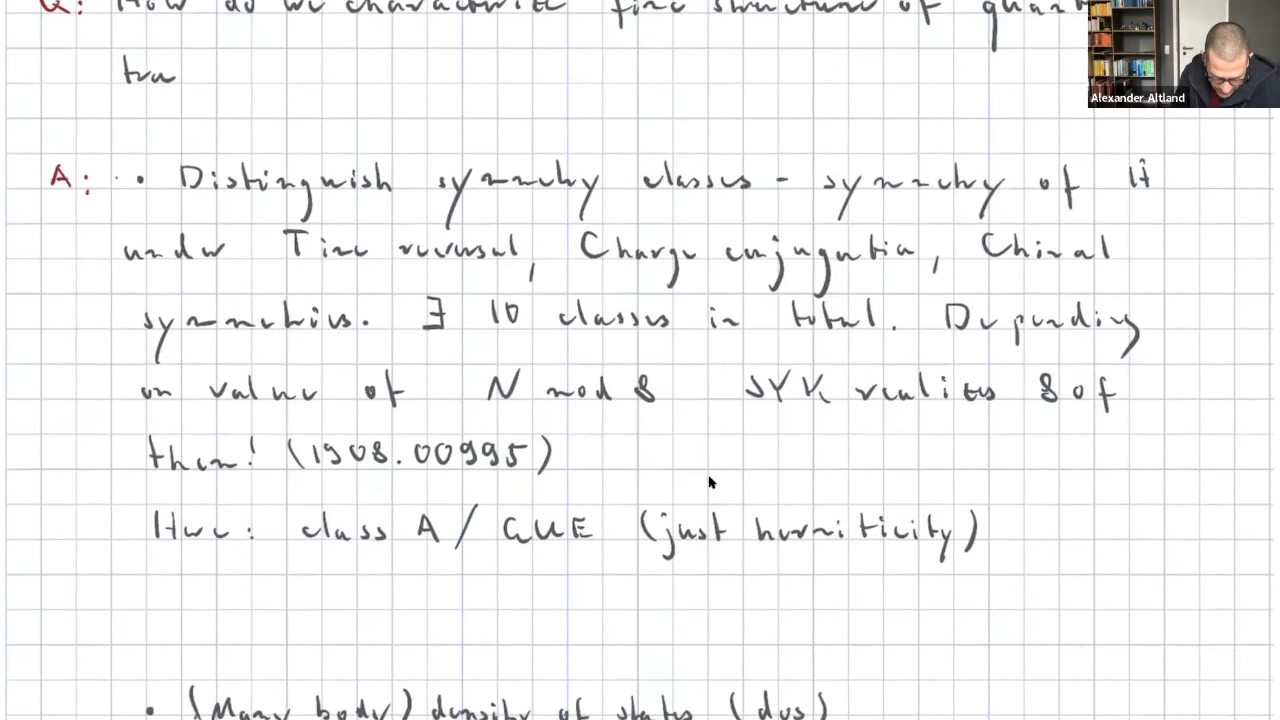 Q: How do we characterize fine structure of quant
tra
Alexander Altland
A: • Distinguish symmetry classes - symmetry of Ĥ
under Time reversal, Charge conjugation, Chiral
symmetries. ∃ 10 classes in total. Depending
on value of N mod 8 SYK realizes 8 of
them! (1908.00995)
Here: class A / GUE (just hermiticity)
• (Many body) density of states (dos)